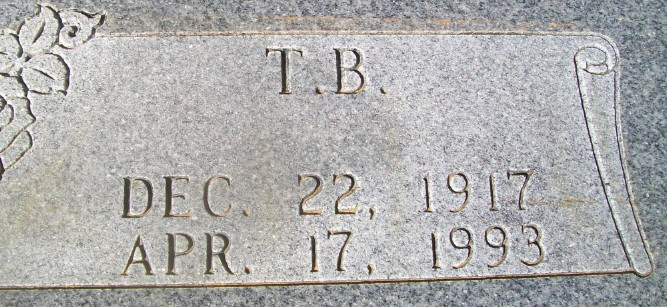 T.B.
DEC. 22, 1917
APR. 17, 1993